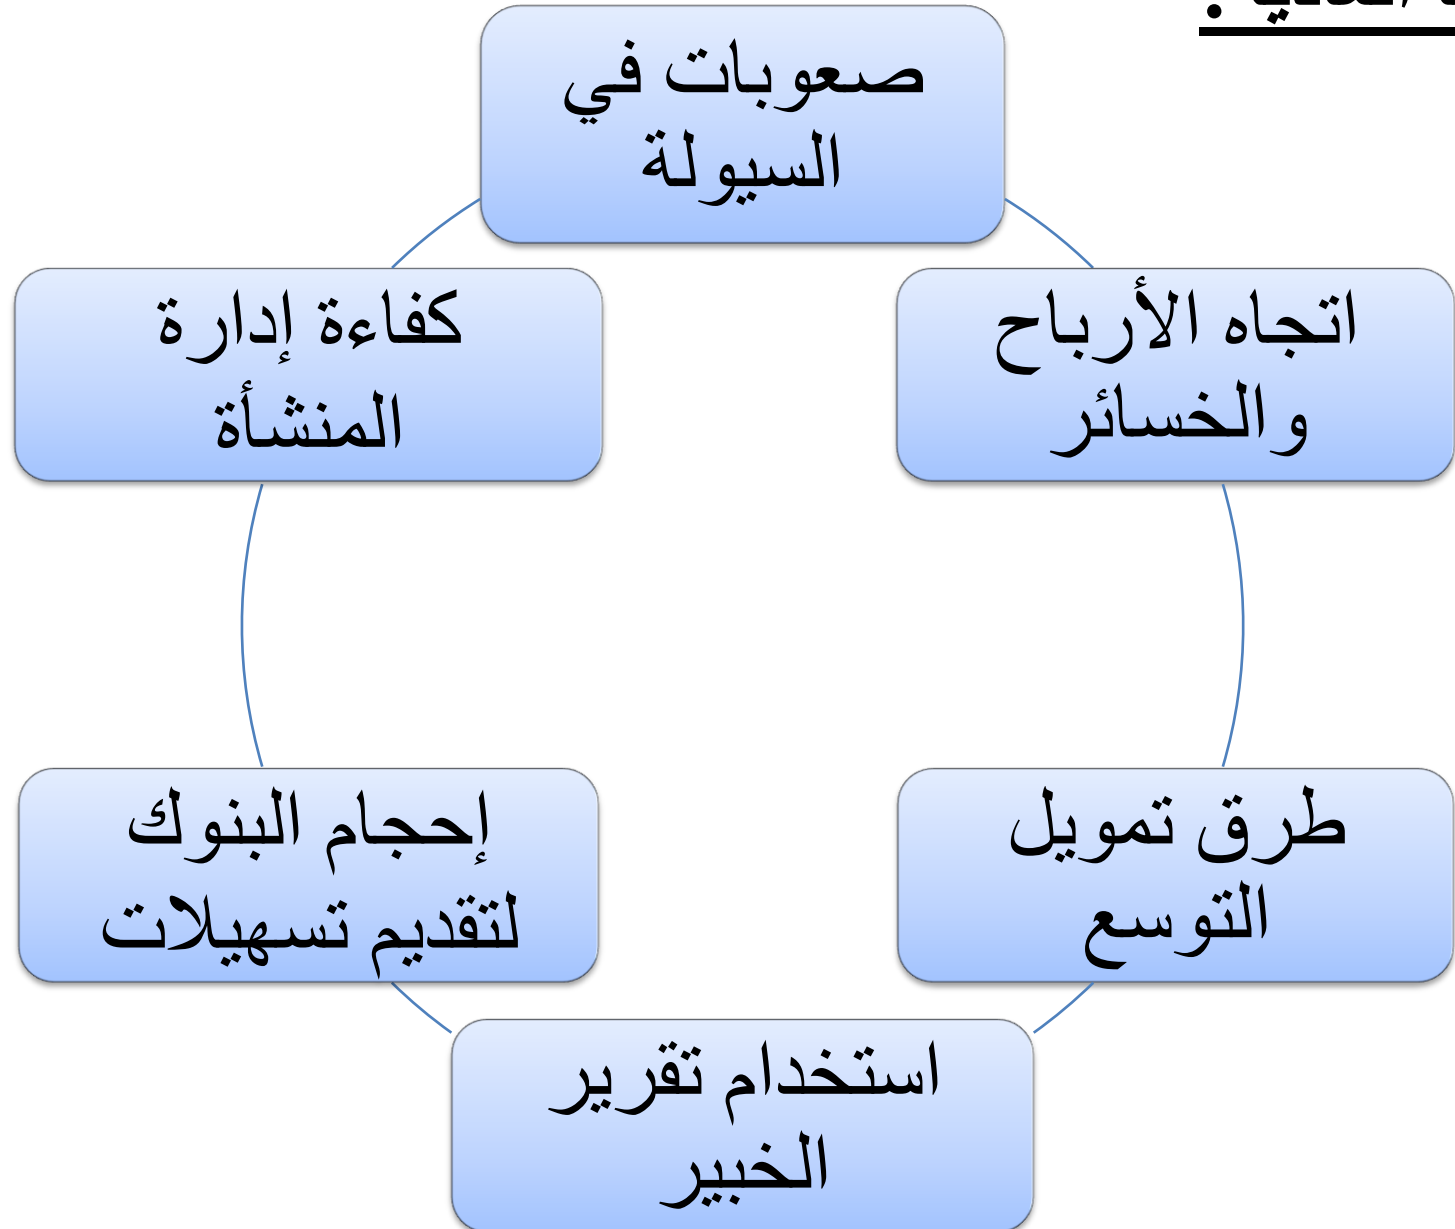 صعوبات في
السيولة
اتجاه الأرباح
والخسائر
طرق تمويل
التوسع
استخدام تقرير
الخبير
إحجام البنوك
لتقديم تسهيلات
كفاءة إدارة
المنشأة